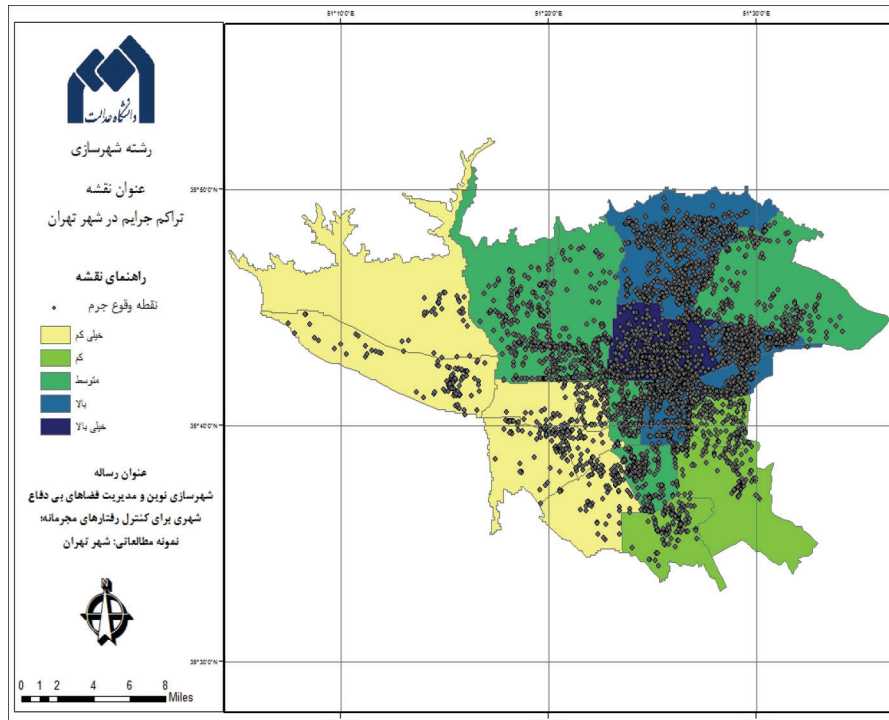 دانشگاه عدالت
رشته شهرسازی
عنوان نقشه
تراکم جرایم در شهر تهران
راهنمای نقشه
نقطه وقوع جرم
خیلی کم
کم
متوسط
بالا
خیلی بالا
عنوان رساله
شهرسازی نوین و مدیریت فضاهای بی دفاع
شهری برای کنترل رفتارهای مجرمانه؛
نمونه مطالعاتی: شهر تهران
N
0 1 2 4 6 8
Miles
51°10'0"E 51°20'0"E 51°30'0"E
35°50'0"N
35°40'0"N
35°30'0"N